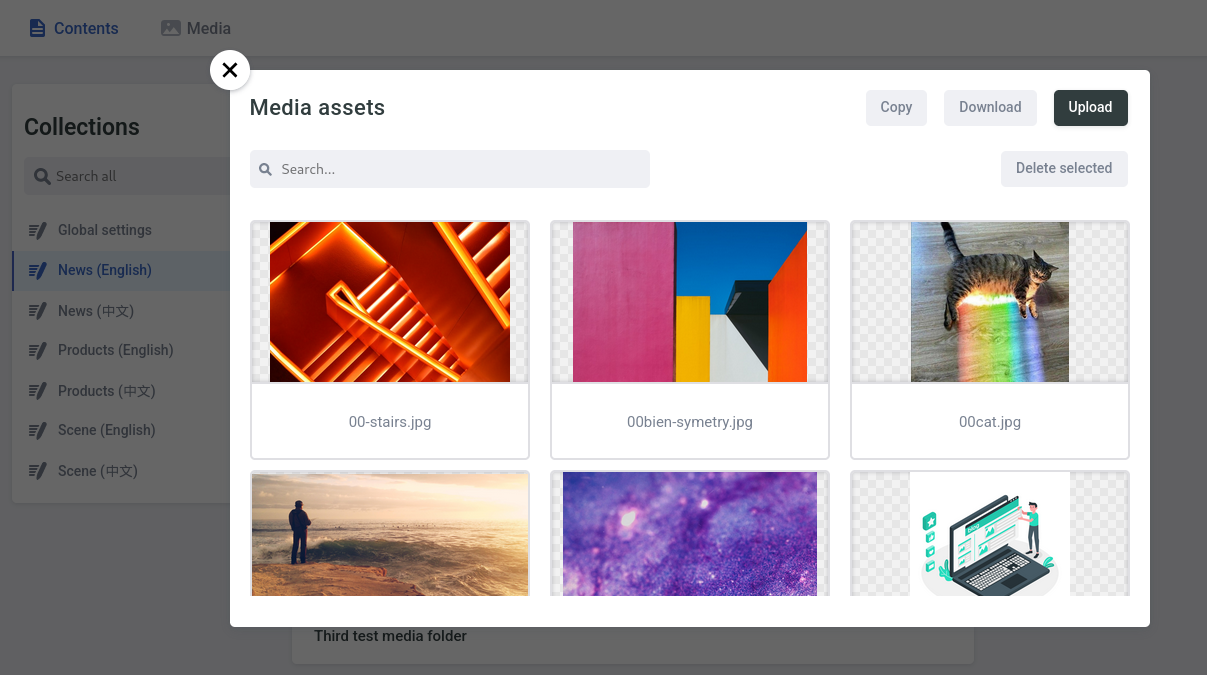 Contents
Media
Collections
Search all
Global settings
News (English)
News (中文)
Products (English)
Products (中文)
Scene (English)
Scene (中文)
Media assets
Copy
Download
Upload
Search...
Delete selected
00-stairs.jpg
00bien-symetry.jpg
00cat.jpg
Third test media folder